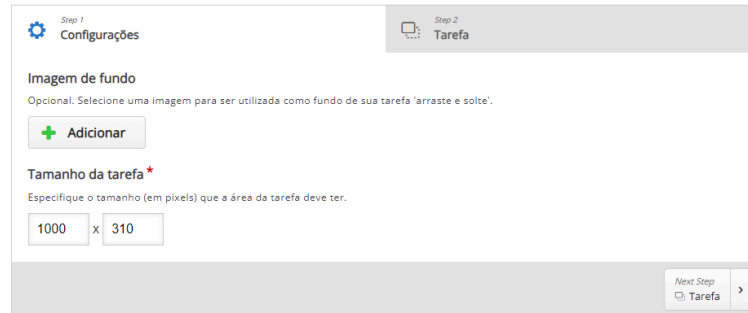 Step 1
Configurações
Step 2
Tarefa
Imagem de fundo
Opcional. Selecione uma imagem para ser utilizada como fundo de sua tarefa 'arraste e solte'.
Adicionar
Tamanho da tarefa*
Especifique o tamanho (em pixels) que a área da tarefa deve ter.
1000 x 310
Next Step
Tarefa